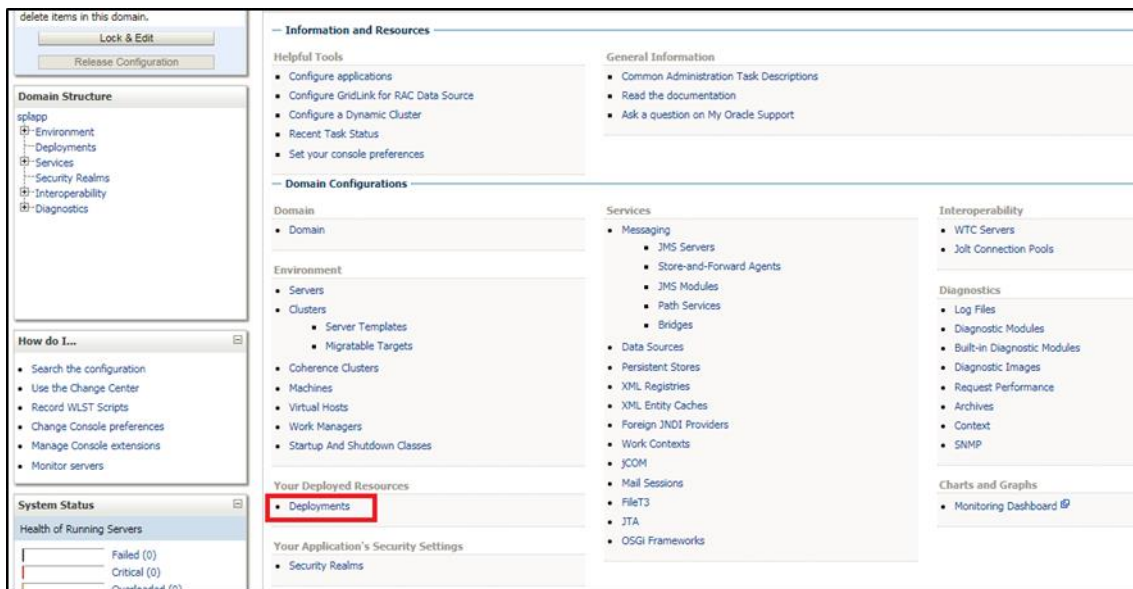 delete items in this domain.
Lock & Edit
Release Configuration
Domain Structure
splapp
Environment
Deployments
Services
Security Realms
Interoperability
Diagnostics
How do I...
Search the configuration
Use the Change Center
Record WLST Scripts
Change Console preferences
Manage Console extensions
Monitor servers
System Status
Health of Running Servers
Failed (0)
Critical (0)
Overloaded (0)
Information and Resources
Helpful Tools
Configure applications
Configure GridLink for RAC Data Source
Configure a Dynamic Cluster
Recent Task Status
Set your console preferences
General Information
Common Administration Task Descriptions
Read the documentation
Ask a question on My Oracle Support
Domain Configurations
Domain
Domain
Environment
Servers
Clusters
Server Templates
Migratable Targets
Coherence Clusters
Machines
Virtual Hosts
Work Managers
Startup And Shutdown Classes
Your Deployed Resources
Deployments
Your Application's Security Settings
Security Realms
Services
Messaging
JMS Servers
Store-and-Forward Agents
JMS Modules
Path Services
Bridges
Data Sources
Persistent Stores
XML Registries
XML Entity Caches
Foreign JNDI Providers
Work Contexts
jCOM
Mail Sessions
FileT3
JTA
OSGi Frameworks
Interoperability
WTC Servers
Jolt Connection Pools
Diagnostics
Log Files
Diagnostic Modules
Built-in Diagnostic Modules
Diagnostic Images
Request Performance
Archives
Context
SNMP
Charts and Graphs
Monitoring Dashboard